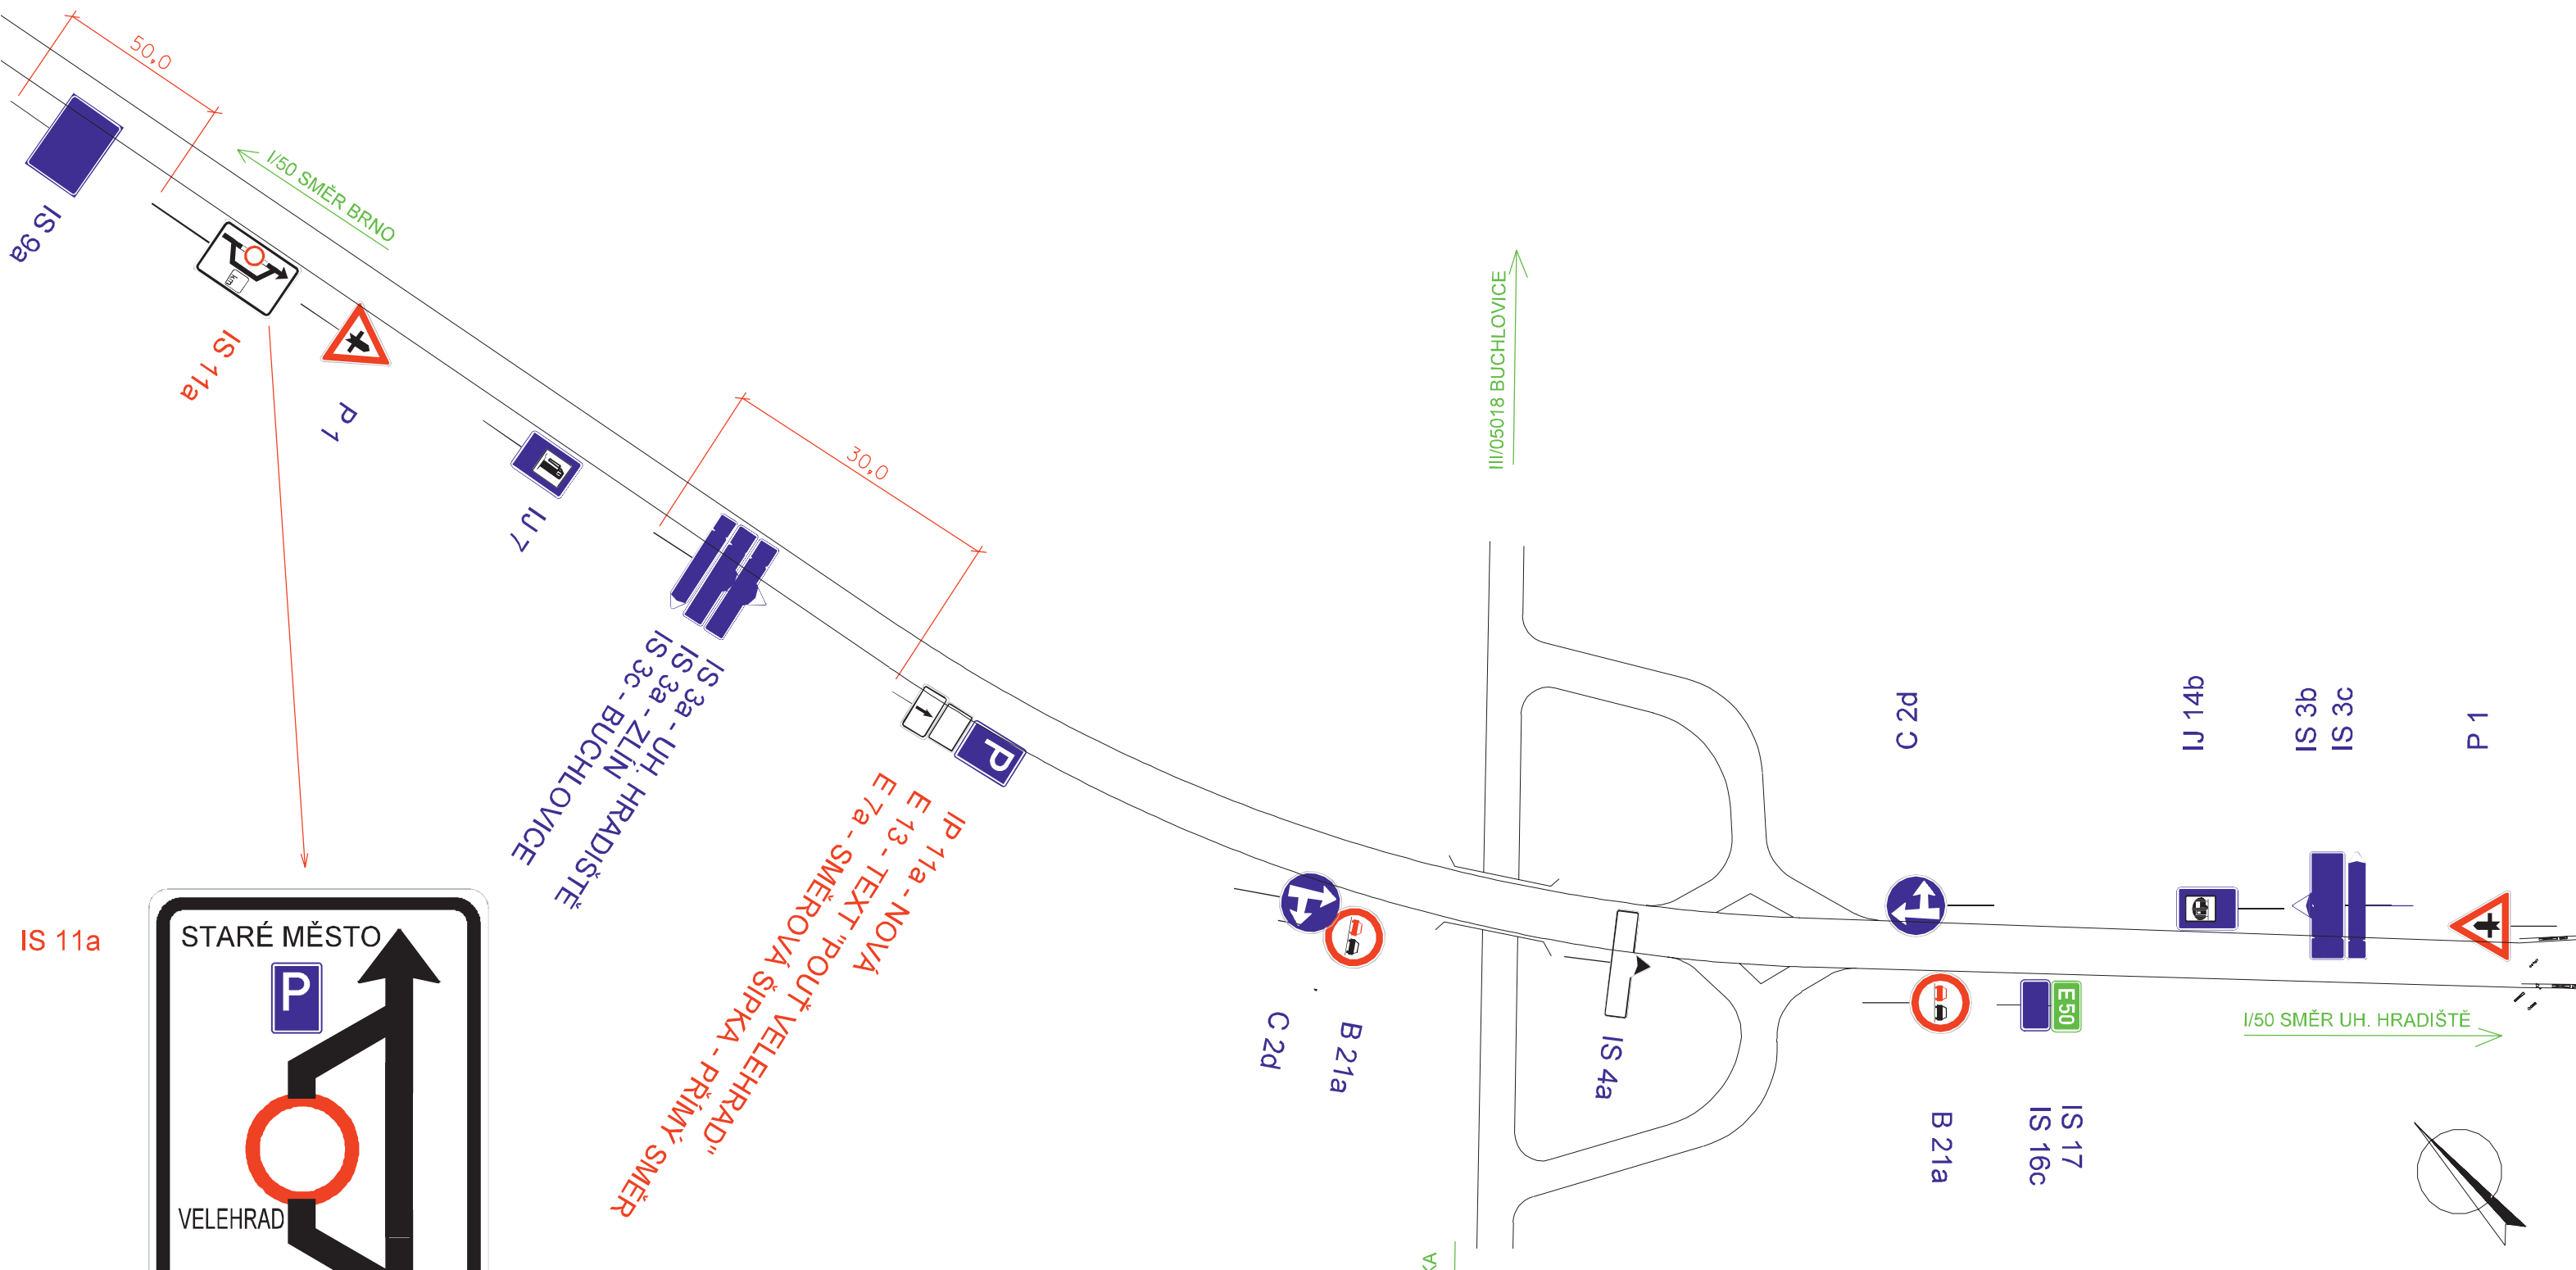 50,0
IS 9a
I/50 SMĚR BRNO
km
IS 11a
P 1
IJ 7
30,0
IS 3a - UH. HRADIŠTĚ
IS 3a - ZLÍN
IS 3c - BUCHLOVICE
P
IP 11a - NOVÁ
E 13 - TEXT "POUŤ VELEHRAD"
E 7a - SMĚROVÁ ŠIPKA - PŘÍMÝ SMĚR
III/05018 BUCHLOVICE
C 2d
B 21a
IS 4a
C 2d
IJ 14b
IS 3b
IS 3c
P 1
B 21a
E50
IS 17
IS 16c
I/50 SMĚR UH. HRADIŠTĚ
IS 11a
STARÉ MĚSTO
P
VELEHRAD
KA